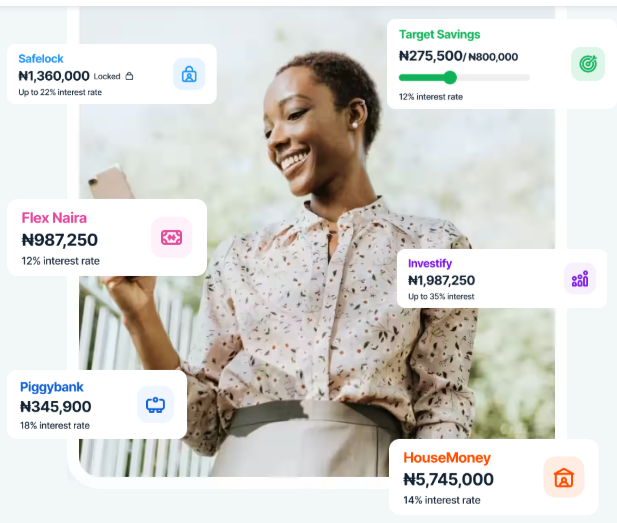 Safelock
₦1,360,000 Locked
Up to 22% interest rate
Target Savings
₦275,500/ ₦800,000
12% interest rate
Flex Naira
₦987,250
12% interest rate
Investify
₦1,987,250
Up to 35% interest
Piggybank
₦345,900
18% interest rate
HouseMoney
₦5,745,000
14% interest rate